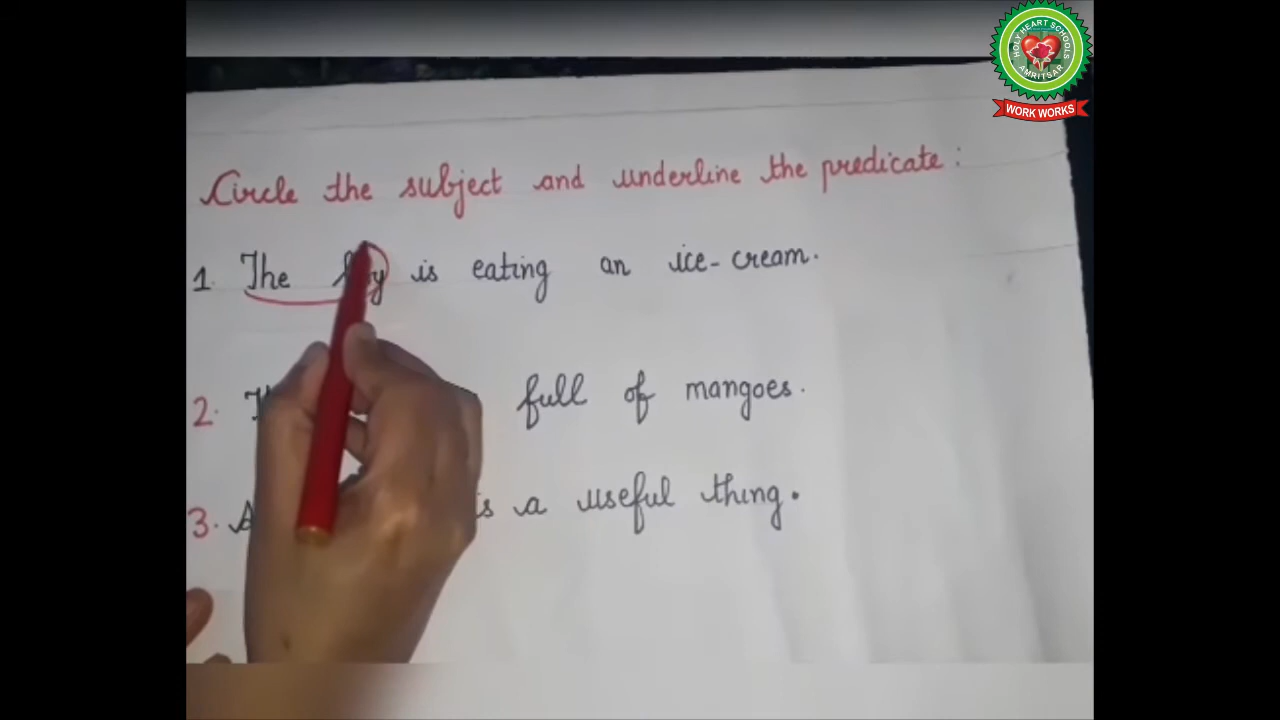 HOLY HEART SCHOOLS
AMRITSAR
WORK WORKS
Circle the subject and underline the predicate:
1. The is eating an ice-cream.
2. full of mangoes.
3. is a useful thing.